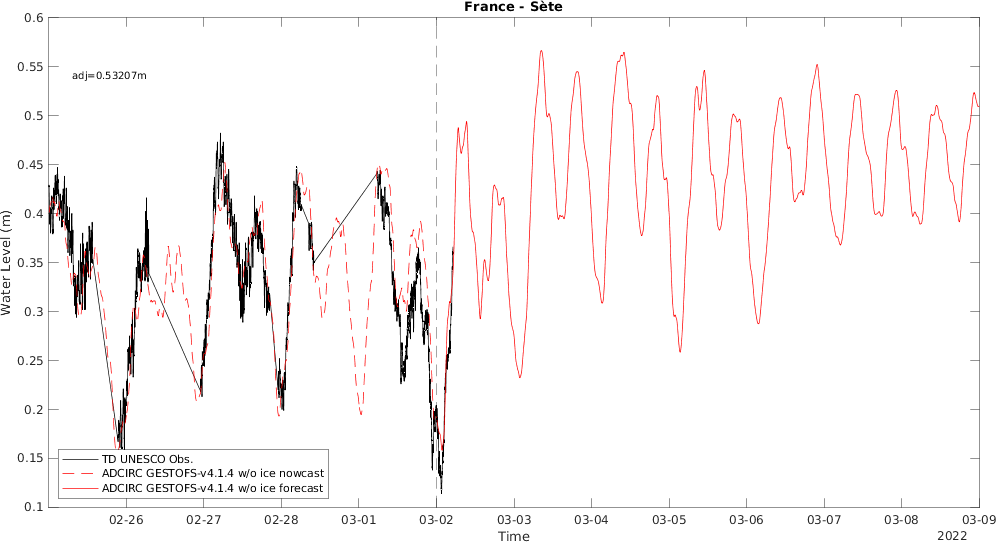 France - Sète
0.6
0.55
0.5
0.45
0.4
0.35
0.3
0.25
0.2
0.15
0.1
Water Level (m)
adj=0.53207m
TD UNESCO Obs.
ADCIRC GESTOFS-v4.1.4 w/o ice nowcast
ADCIRC GESTOFS-v4.1.4 w/o ice forecast
02-26 02-27 02-28 03-01 03-02 03-03 03-04 03-05 03-06 03-07 03-08 03-09
Time
2022